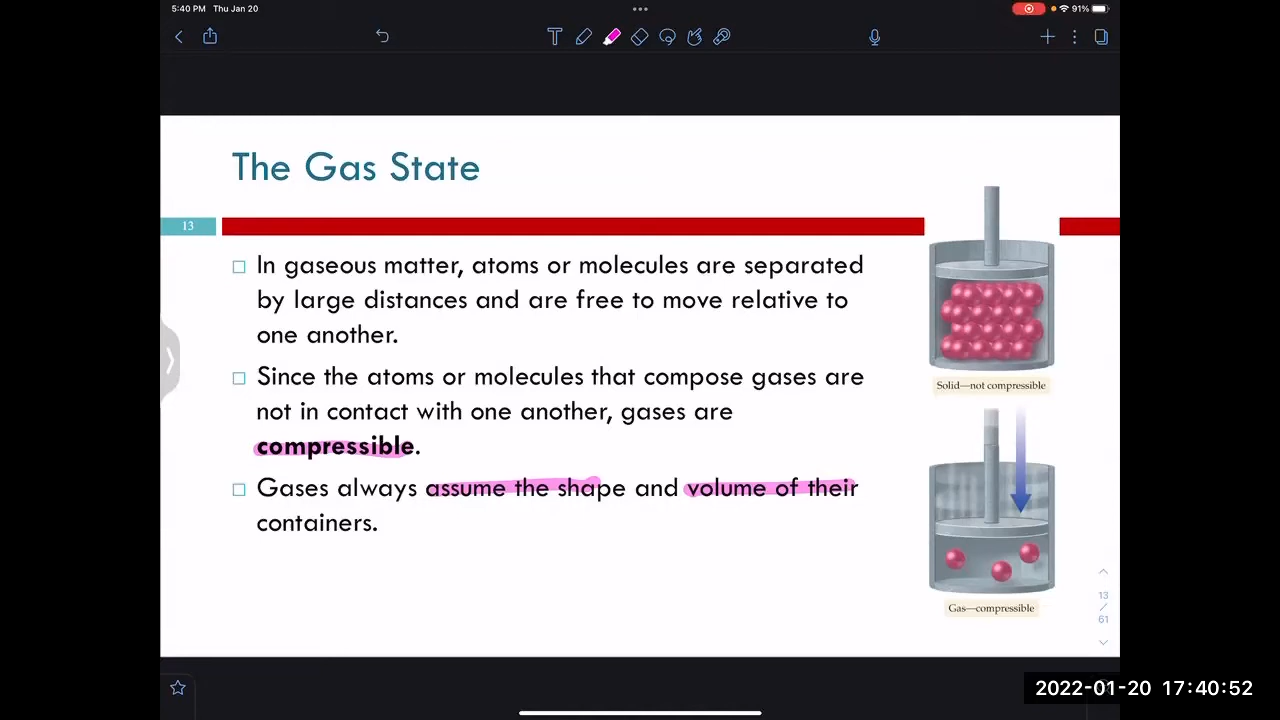 5:40 PM Thu Jan 20
91%
The Gas State
13
In gaseous matter, atoms or molecules are separated
by large distances and are free to move relative to
one another.
Since the atoms or molecules that compose gases are
not in contact with one another, gases are
compressible.
Gases always assume the shape and volume of their
containers.
Solid—not compressible
Gas—compressible
13
/
61
2022-01-20 17:40:52